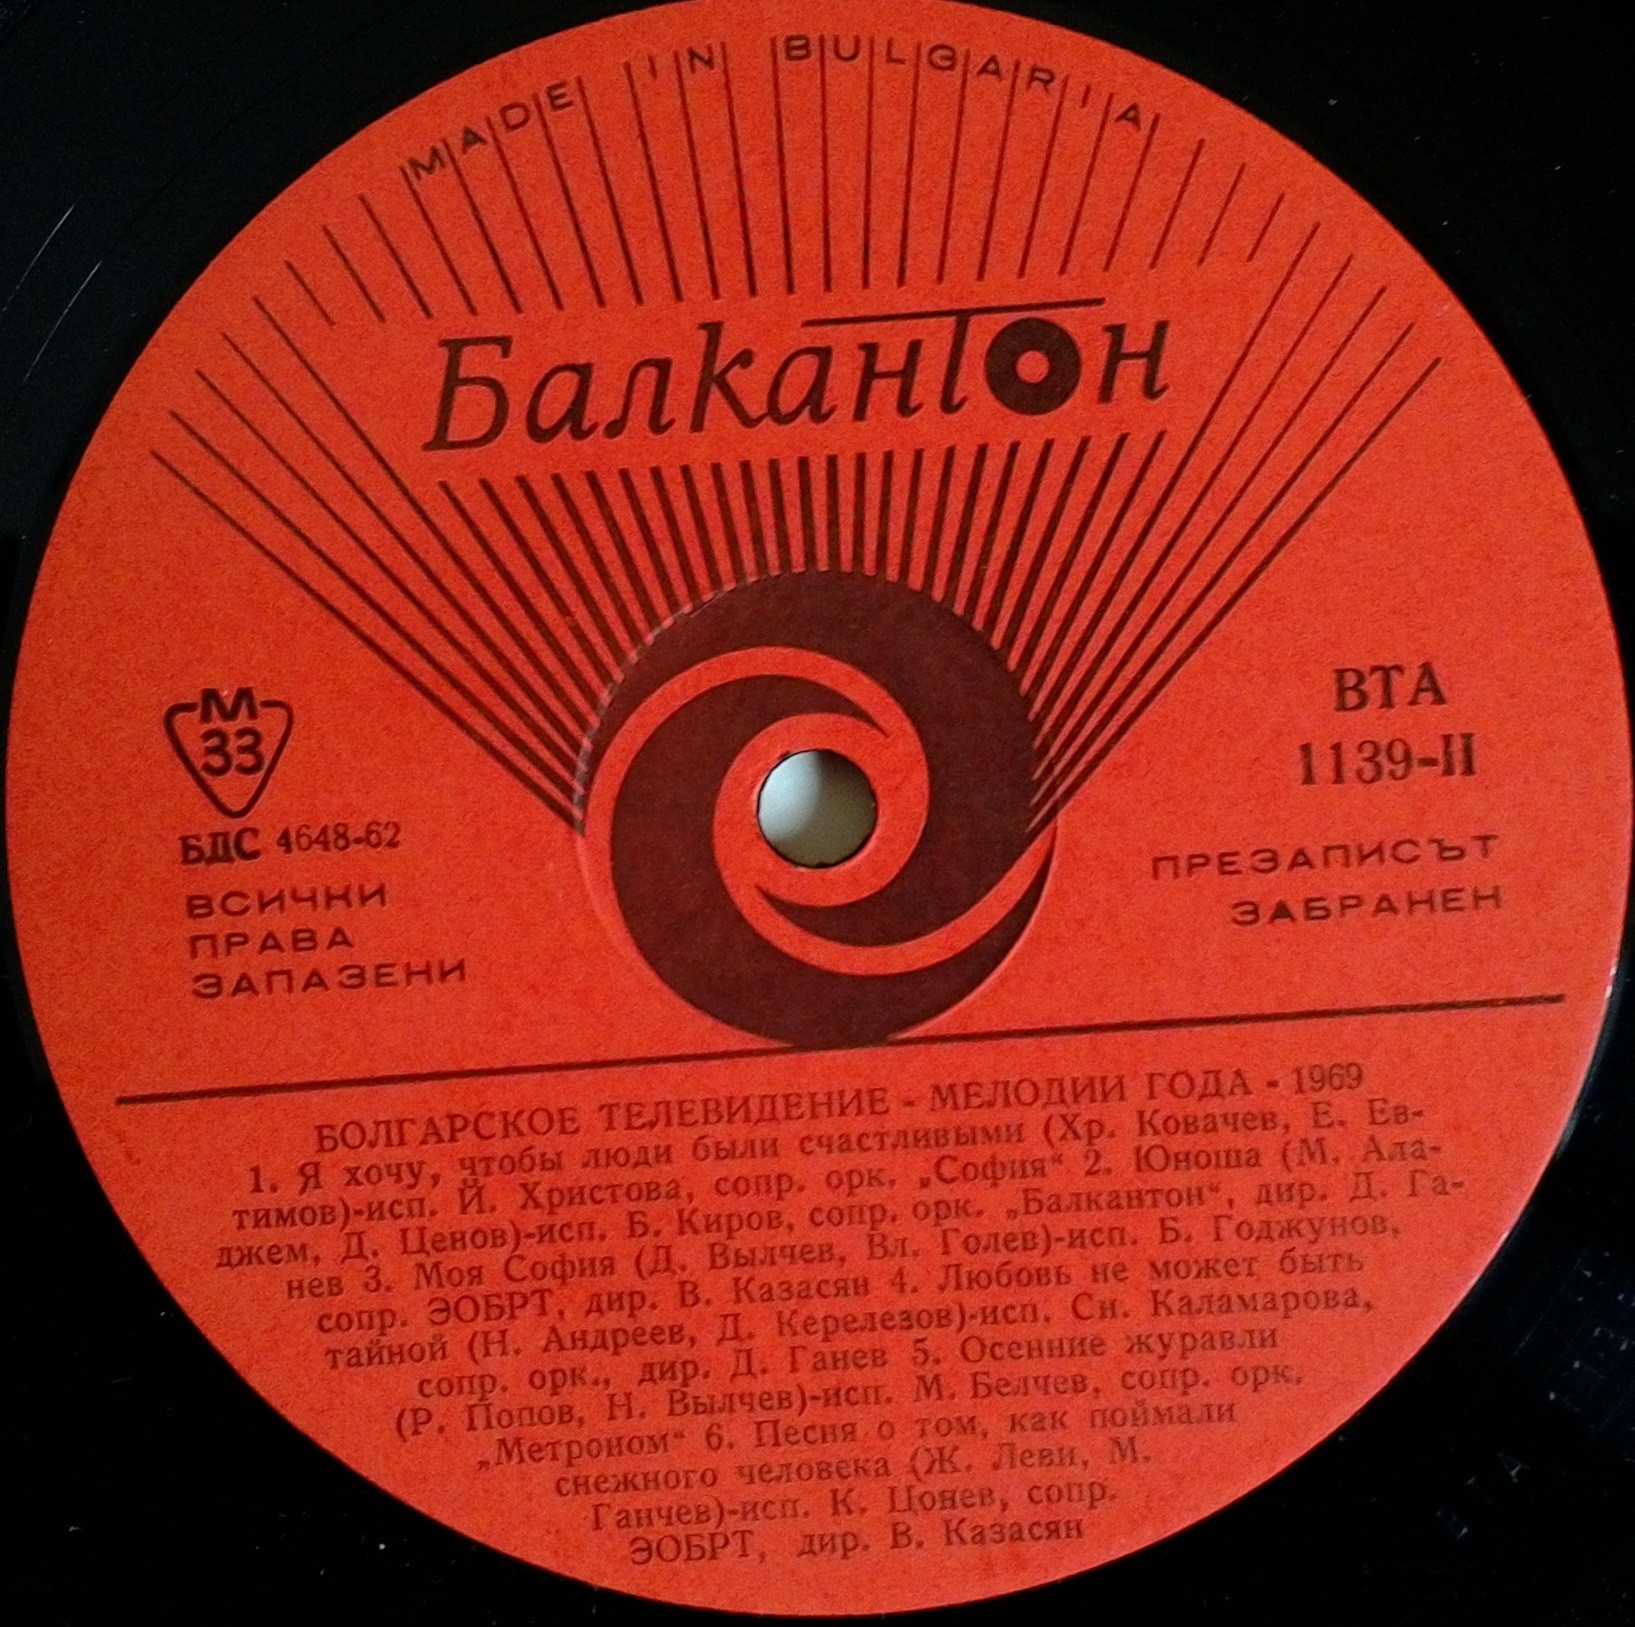 MADE IN BULGARIA
Балкантон
М
33
БДС 4648-62
ВСИЧКИ
ПРАВА
ЗАПАЗЕНИ
ВТА
1139-II
ПРЕЗАПИСЪТ
ЗАБРАНЕН
БОЛГАРСКОЕ ТЕЛЕВИДЕНИЕ - МЕЛОДИИ ГОДА - 1969
1. Я хочу, чтобы люди были счастливыми (Хр. Ковачев, Е. Ев-
тимов)-исп. Й. Христова, сопр. орк. „София“ 2. Юноша (М. Ала-
джем, Д. Ценов)-исп. Б. Киров, сопр. орк. „Балкантон“, дир. Д. Га-
нев 3. Моя София (Д. Вылчев, Вл. Голев)-исп. Б. Годжунов,
сопр. ЭОБРТ, дир. В. Казасян 4. Любовь не может быть
тайной (Н. Андреев, Д. Керелезов)-исп. Сн. Каламарова,
сопр. орк., дир. Д. Ганев 5. Осенние журавли
(Р. Попов, Н. Вылчев)-исп. М. Белчев, сопр. орк.
„Метроном“ 6. Песня о том, как поймали
снежного человека (Ж. Леви, М.
Ганчев)-исп. К. Цонев, сопр.
ЭОБРТ, дир. В. Казасян